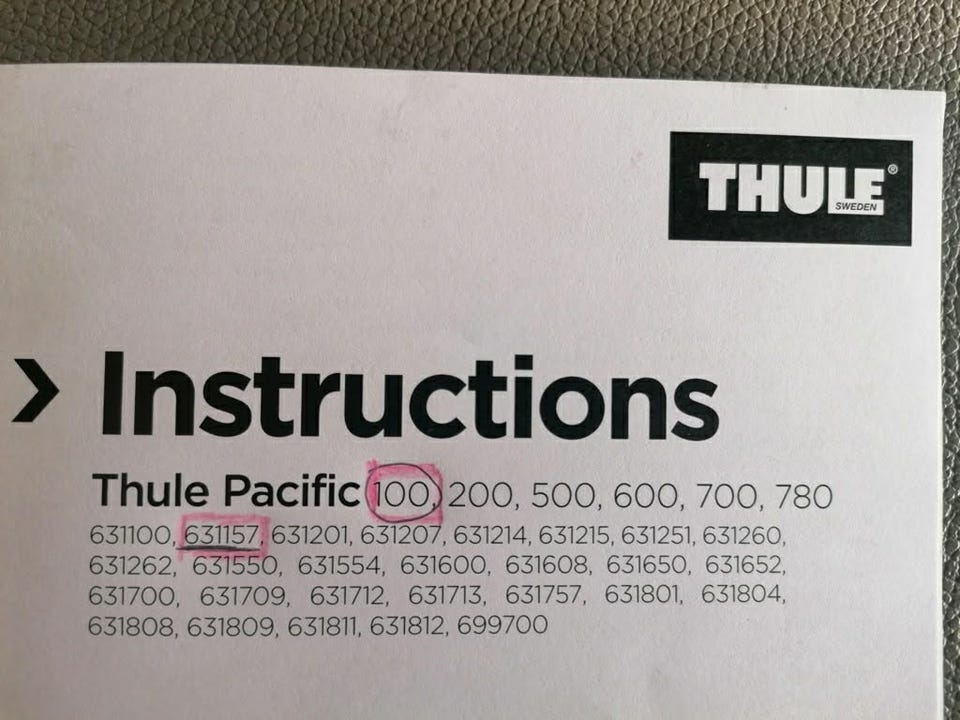 THULE®
SWEDEN
Instructions
Thule Pacific 100, 200, 500, 600, 700, 780
631100, 631157, 631201, 631207, 631214, 631215, 631251, 631260,
631262, 631550, 631554, 631600, 631608, 631650, 631652,
631700, 631709, 631712, 631713, 631757, 631801, 631804,
631808, 631809, 631811, 631812, 699700